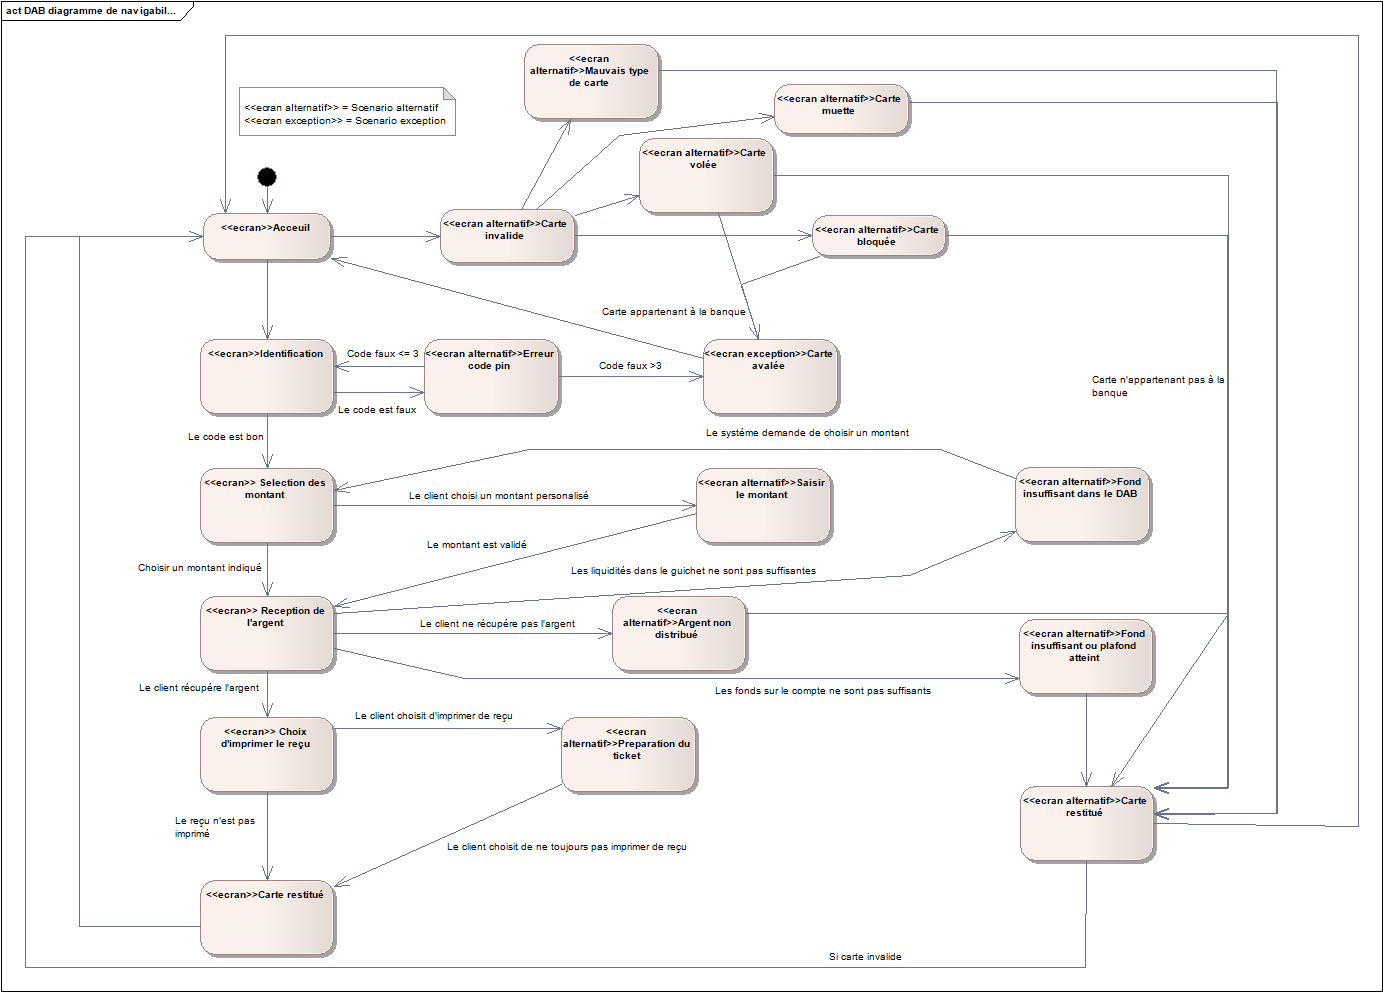 act DAB diagramme de navigabil...
<<ecran
alternatif>>Mauvais type
de carte
<<ecran alternatif>> = Scenario alternatif
<<ecran exception>> = Scenario exception
<<ecran alternatif>>Carte
muette
<<ecran alternatif>>Carte
volée
<<ecran>>Acceuil
<<ecran alternatif>>Carte
invalide
<<ecran alternatif>>Carte
bloquée
Carte appartenant à la banque
<<ecran>>Identification
Code faux <= 3
<<ecran alternatif>>Erreur
code pin
Code faux >3
<<ecran exception>>Carte
avalée
Carte n'appartenant pas à la
banque
Le code est faux
Le code est bon
Le systéme demande de choisir un montant
<<ecran>> Selection des
montant
Le client choisi un montant personalisé
<<ecran alternatif>>Saisir
le montant
<<ecran alternatif>>Fond
insuffisant dans le DAB
Le montant est validé
Choisir un montant indiqué
Les liquidités dans le guichet ne sont pas suffisantes
<<ecran>> Reception de
l'argent
Le client ne récupére pas l'argent
<<ecran
alternatif>>Argent non
distribué
<<ecran alternatif>>Fond
insuffisant ou plafond
atteint
Le client récupére l'argent
Les fonds sur le compte ne sont pas suffisants
<<ecran>> Choix
d'imprimer le reçu
Le client choisit d'imprimer de reçu
<<ecran
alternatif>>Preparation du
ticket
<<ecran alternatif>>Carte
restitué
Le reçu n'est pas
imprimé
Le client choisit de ne toujours pas imprimer de reçu
<<ecran>>Carte restitué
Si carte invalide